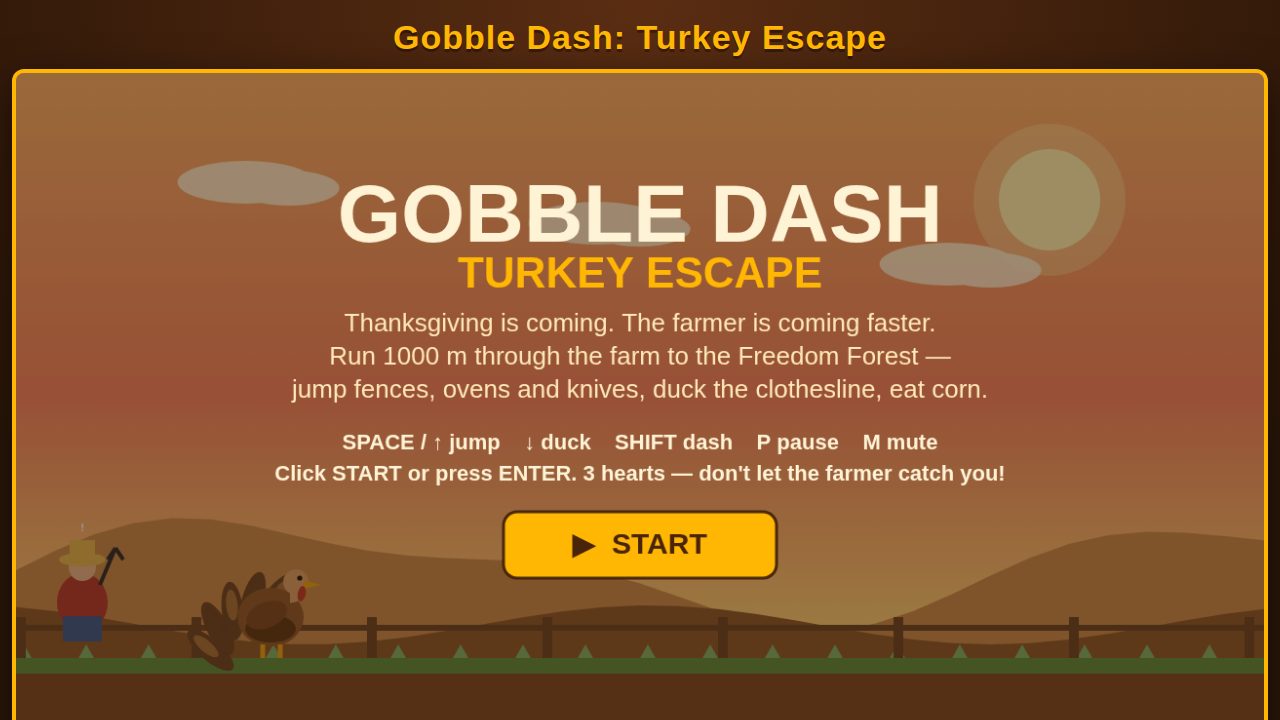 Gobble Dash: Turkey Escape
GOBBLE DASH
TURKEY ESCAPE
Thanksgiving is coming. The farmer is coming faster.
Run 1000 m through the farm to the Freedom Forest —
jump fences, ovens and knives, duck the clothesline, eat corn.
SPACE / ↑ jump ↓ duck SHIFT dash P pause M mute
Click START or press ENTER. 3 hearts — don't let the farmer catch you!
▶ START
!